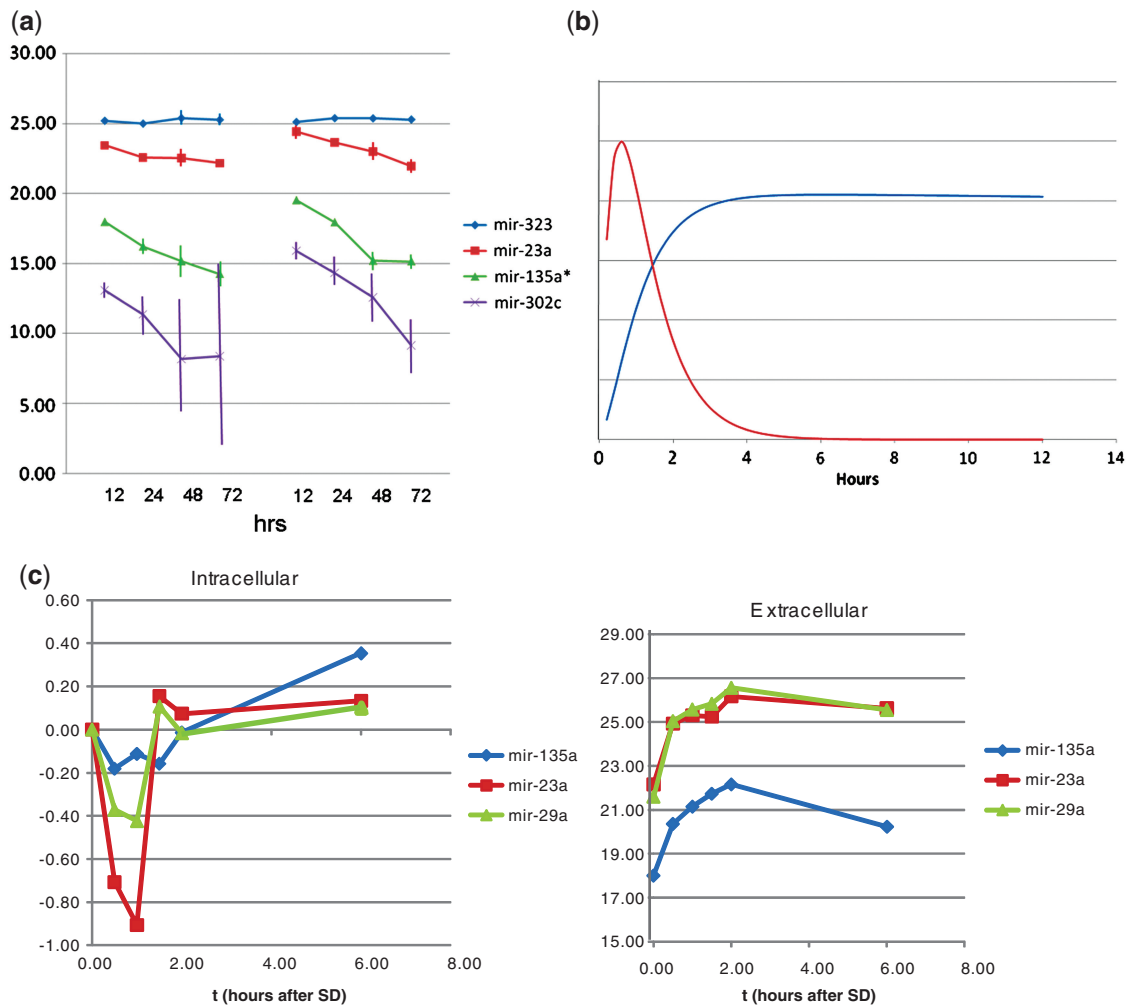 (a)
30.00
25.00
20.00
15.00
10.00
5.00
0.00
12 24 48 72 12 24 48 72
hrs
mir-323
mir-23a
mir-135a*
mir-302c
(b)
0 2 4 6 8 10 12 14
Hours
(c)
Intracellular
0.60
0.40
0.20
0.00
-0.20
-0.40
-0.60
-0.80
-1.00
0.00 2.00 4.00 6.00 8.00
t (hours after SD)
mir-135a
mir-23a
mir-29a
Extracellular
29.00
27.00
25.00
23.00
21.00
19.00
17.00
15.00
0.00 2.00 4.00 6.00 8.00
t (hours after SD)
mir-135a
mir-23a
mir-29a